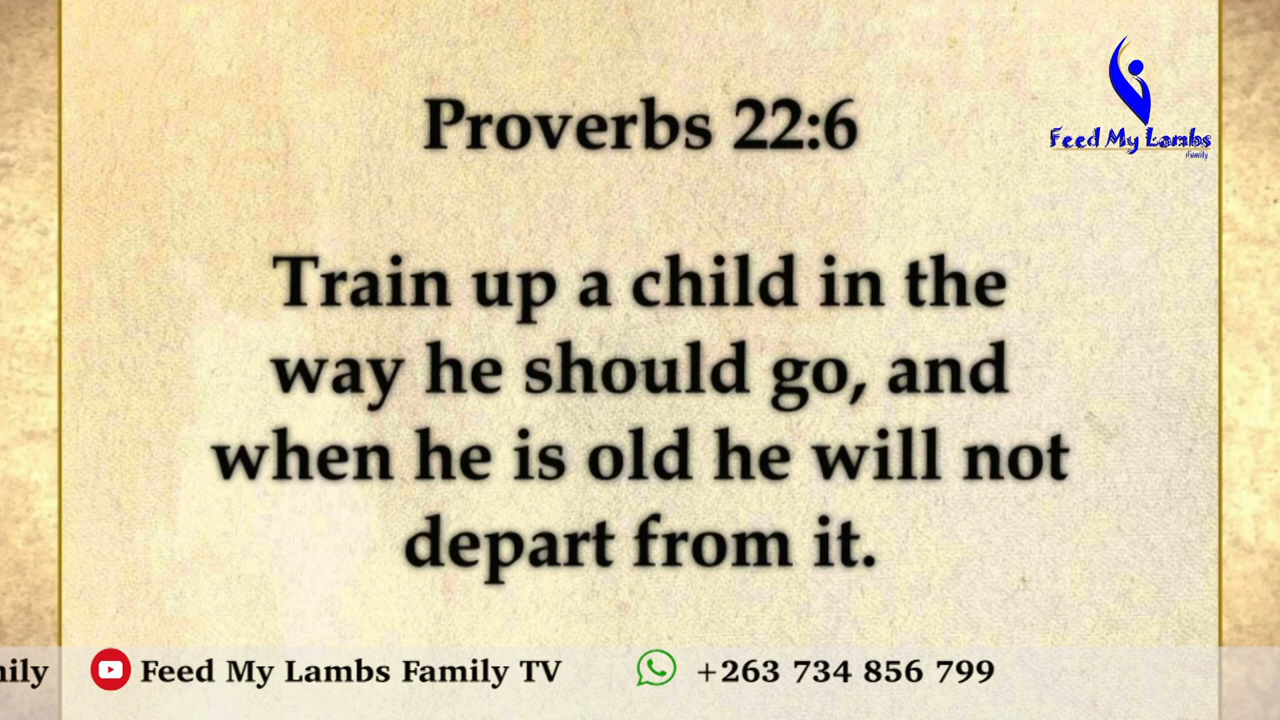 Proverbs 22:6
Feed My Lambs
Family
Train up a child in the
way he should go, and
when he is old he will not
depart from it.
Feed My Lambs Family TV +263 734 856 799